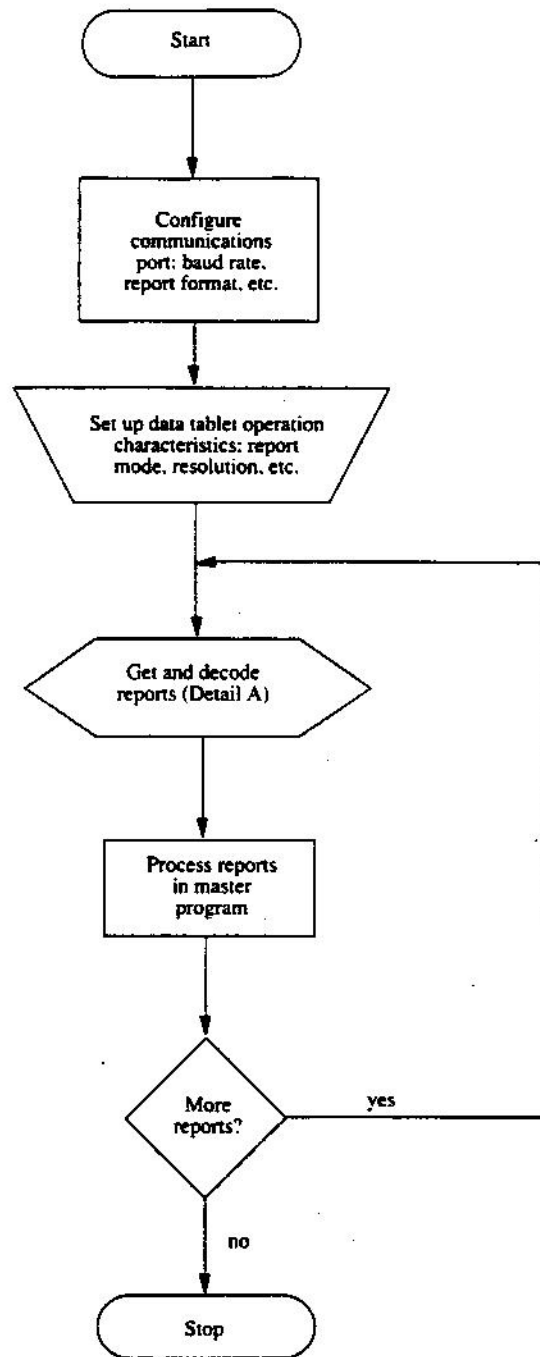 Start
Configure
communications
port: baud rate,
report format, etc.
Set up data tablet operation
characteristics: report
mode, resolution, etc.
Get and decode
reports (Detail A)
Process reports
in master
program
More
reports?
yes
no
Stop